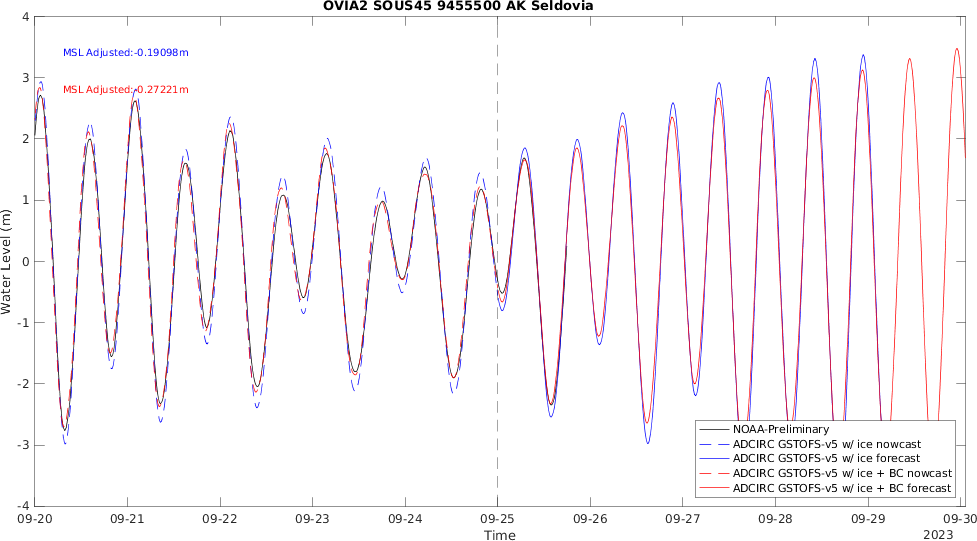 OVIA2 SOUS45 9455500 AK Seldovia
4
MSL Adjusted:-0.19098m
3
MSL Adjusted:-0.27221m
2
1
0
-1
-2
-3
-4
Water Level (m)
NOAA-Preliminary
ADCIRC GSTOFS-v5 w/ ice nowcast
ADCIRC GSTOFS-v5 w/ ice forecast
ADCIRC GSTOFS-v5 w/ ice + BC nowcast
ADCIRC GSTOFS-v5 w/ ice + BC forecast
09-20 09-21 09-22 09-23 09-24 09-25 09-26 09-27 09-28 09-29 09-30
Time
2023